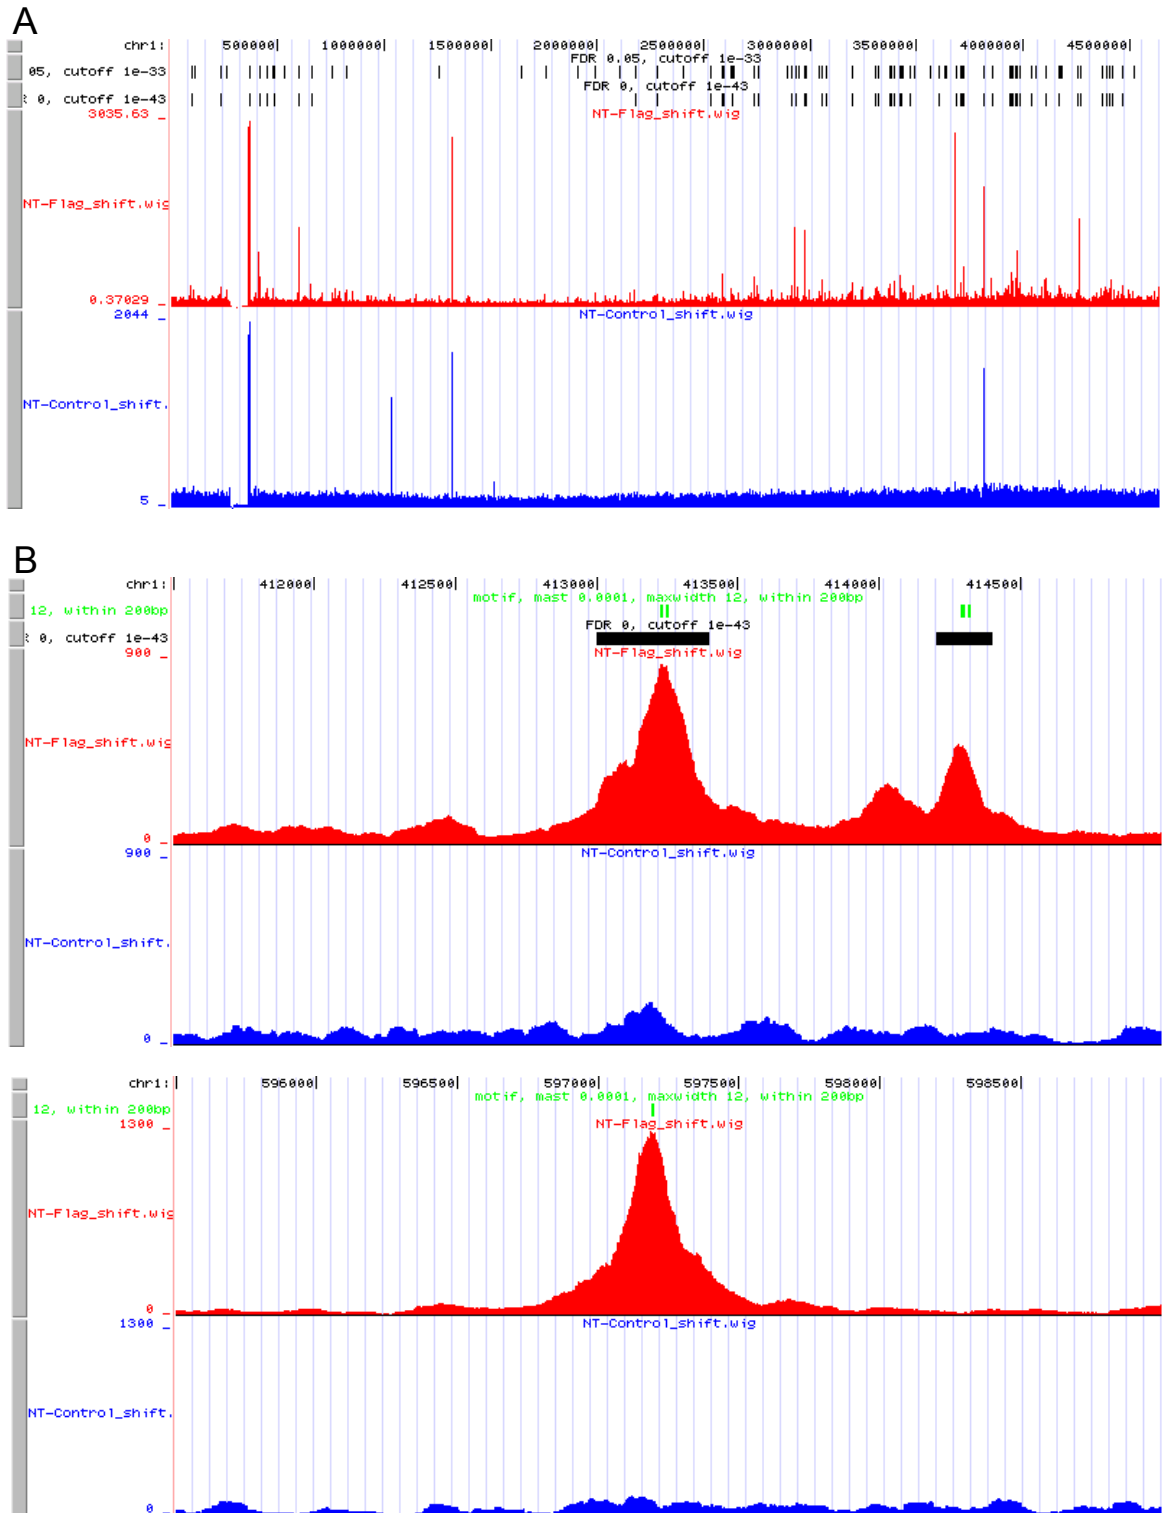 A
chr1: 500000| 1000000| 1500000| 2000000| 2500000| 3000000| 3500000| 4000000| 4500000|
FDR 0.05, cutoff 1e-33
05, cutoff 1e-33
FDR 0, cutoff 1e-43
R 0, cutoff 1e-43
3035.63 _ NT-Flag_shift.wig
NT-Flag_shift.wig
0.37029 _
2044 _ NT-Control_shift.wig
NT-Control_shift.
5 _
B
chr1: | 412000| 412500| 413000| 413500| 414000| 414500|
motif, mast 0.0001, maxwidth 12, within 200bp
12, within 200bp
FDR 0, cutoff 1e-43
R 0, cutoff 1e-43
900 _ NT-Flag_shift.wig
NT-Flag_shift.wig
0 _
900 _ NT-Control_shift.wig
NT-Control_shift.
0 _
chr1: | 596000| 596500| 597000| 597500| 598000| 598500|
motif, mast 0.0001, maxwidth 12, within 200bp
12, within 200bp
1300 _ NT-Flag_shift.wig
NT-Flag_shift.wig
0 _
1300 _ NT-Control_shift.wig
NT-Control_shift.
0 _